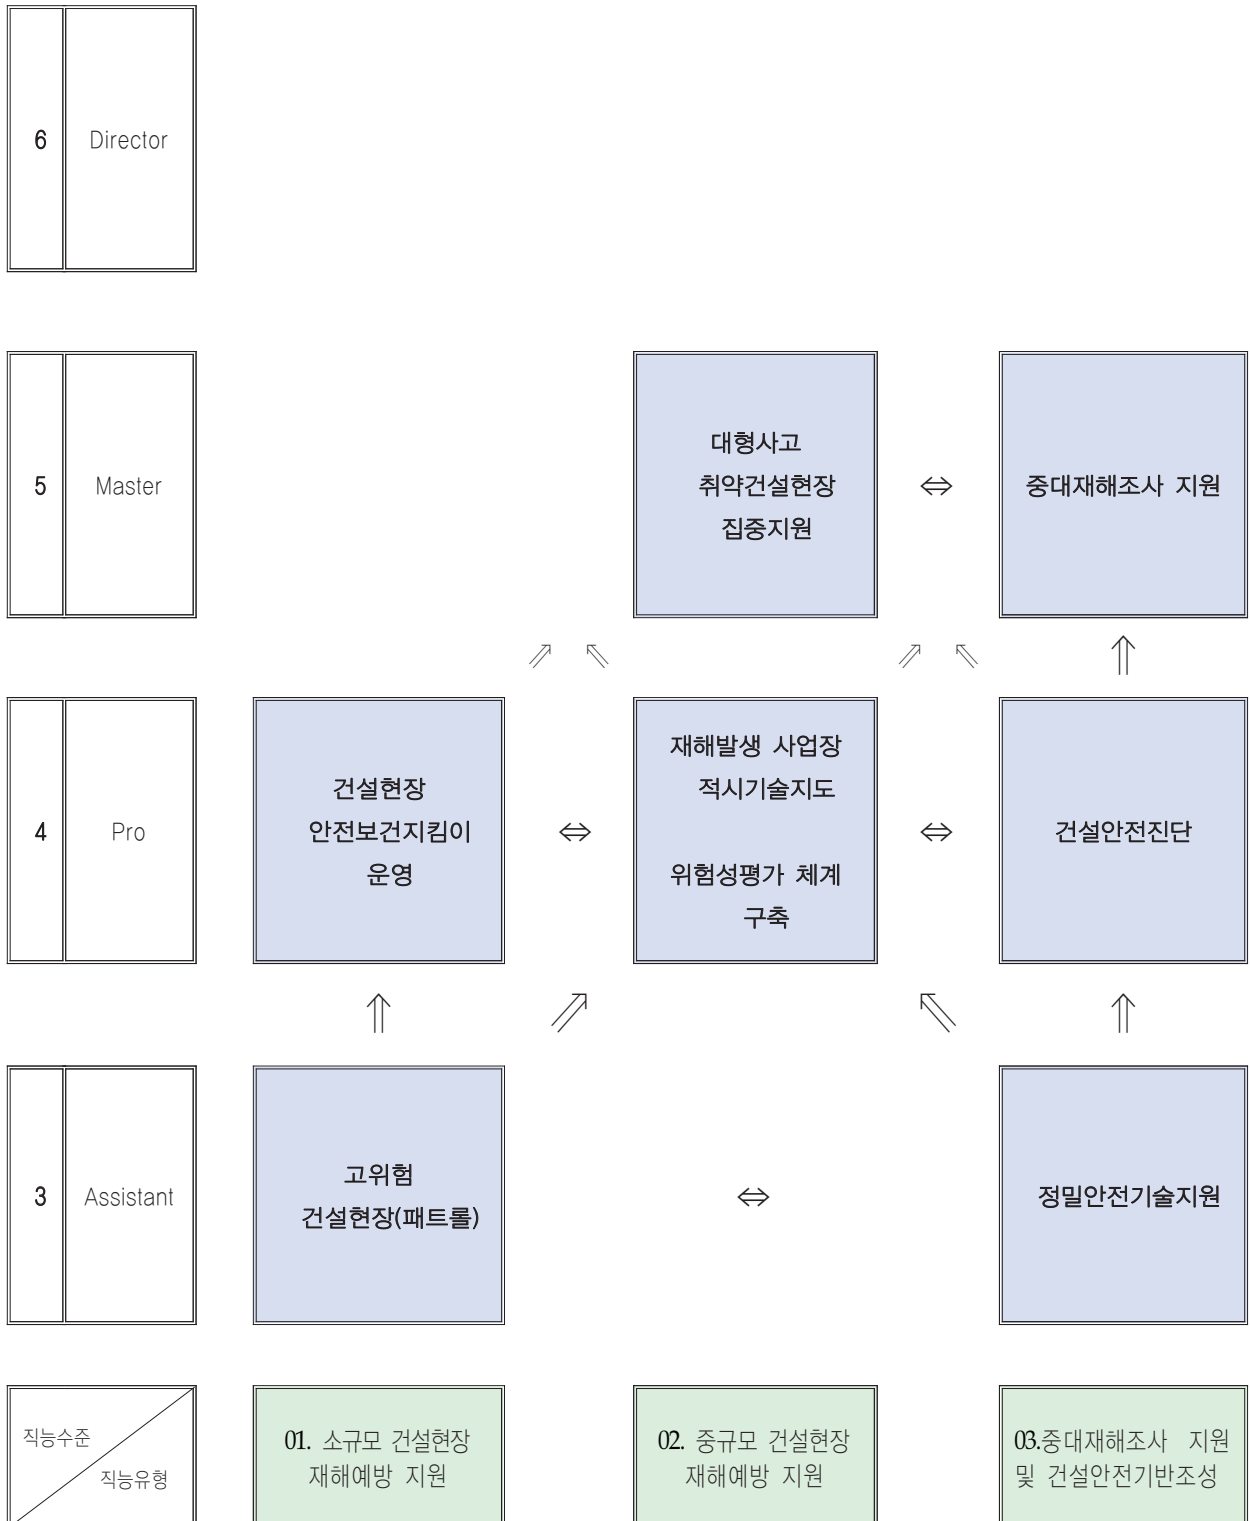 6 Director
5 Master
대형사고
취약건설현장
집중지원
⇔
중대재해조사 지원
⇗ ⇖ ⇗ ⇖ ⇑
4 Pro
건설현장
안전보건지킴이
운영
⇔
재해발생 사업장
적시기술지도
위험성평가 체계
구축
⇔
건설안전진단
⇑ ⇗ ⇖ ⇑
3 Assistant
고위험
건설현장(패트롤)
⇔
정밀안전기술지원
직능수준
직능유형
01. 소규모 건설현장
재해예방 지원
02. 중규모 건설현장
재해예방 지원
03.중대재해조사 지원
및 건설안전기반조성